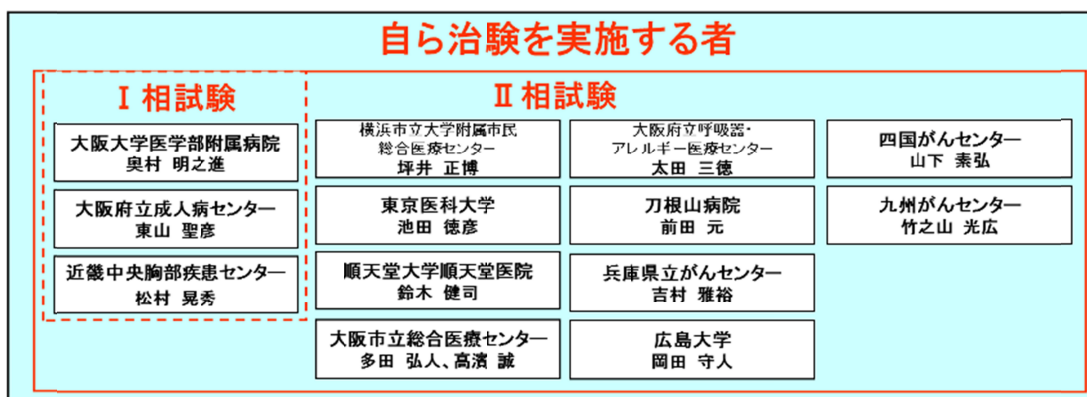 自ら治験を実施する者
Ⅰ相試験
大阪大学医学部附属病院
奥村 明之進
大阪府立成人病センター
東山 聖彦
近畿中央胸部疾患センター
松村 晃秀
Ⅱ相試験
横浜市立大学附属市民
総合医療センター
坪井 正博
東京医科大学
池田 徳彦
順天堂大学順天堂医院
鈴木 健司
大阪市立総合医療センター
多田 弘人、高濱 誠
大阪府立呼吸器・
アレルギー医療センター
太田 三徳
刀根山病院
前田 元
兵庫県立がんセンター
吉村 雅裕
広島大学
岡田 守人
四国がんセンター
山下 素弘
九州がんセンター
竹之山 光広